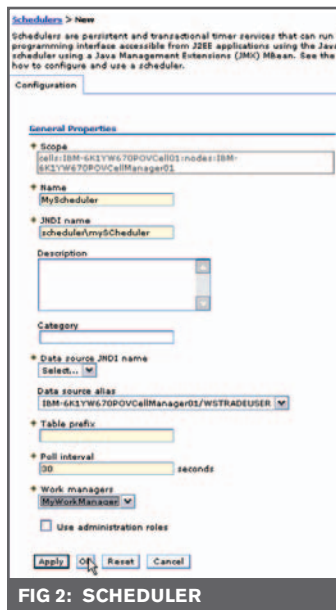 Schedulers > New
Schedulers are persistent and transactional timer services that can run
programming interface accessible from J2EE applications using the Java
scheduler using a Java Management Extensions (JMX) MBean. See the
how to configure and use a scheduler.
Configuration
General Properties
* Scope
cells:IBM-6K1YW670POVCell01:nodes:IBM-
6K1YW670POVCellManager01
* Name
MyScheduler
* JNDI name
scheduler\mySCheduler
Description
Category
* Data source JNDI name
Select...
Data source alias
IBM-6K1YW670POVCellManager01/WSTRADEUSER
* Table prefix
* Poll interval
30 seconds
* Work managers
MyWorkManager
Use administration roles
Apply OK Reset Cancel
FIG 2: SCHEDULER